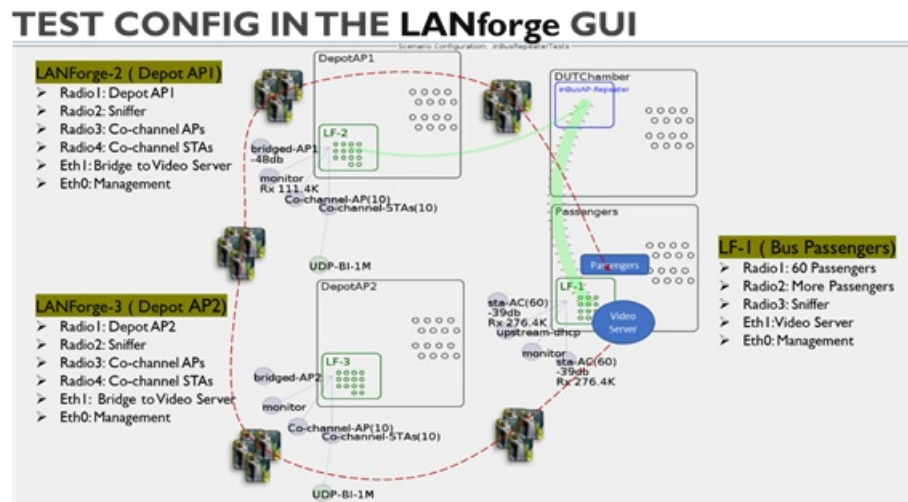 TEST CONFIG IN THE LANforge GUI
Scenario Configuration: inBusRepeaterTests
LANForge-2 ( Depot AP1)
Radio1: Depot AP1
Radio2: Sniffer
Radio3: Co-channel APs
Radio4: Co-channel STAs
Eth1: Bridge to Video Server
Eth0: Management
DepotAP1
LF-2
bridged-AP1
-48db
monitor
Rx 111.4K
Co-channel-AP(10)
Co-channel-STAs(10)
UDP-BI-1M
DUTChamber
inBusAP-Repeater
Passengers
Passengers
LF-1
Video
Server
sta-AC(60)
-39db
Rx 276.4K
upstream-dhcp
monitor
sta-AC(60)
-39db
Rx 276.4K
LF-1 ( Bus Passengers)
Radio1: 60 Passengers
Radio2: More Passengers
Radio3: Sniffer
Eth1: Video Server
Eth0: Management
LANForge-3 ( Depot AP2)
Radio1: Depot AP2
Radio2: Sniffer
Radio3: Co-channel APs
Radio4: Co-channel STAs
Eth1: Bridge to Video Server
Eth0: Management
DepotAP2
LF-3
bridged-AP2
monitor
Co-channel-AP(10)
Co-channel-STAs(10)
UDP-BI-1M